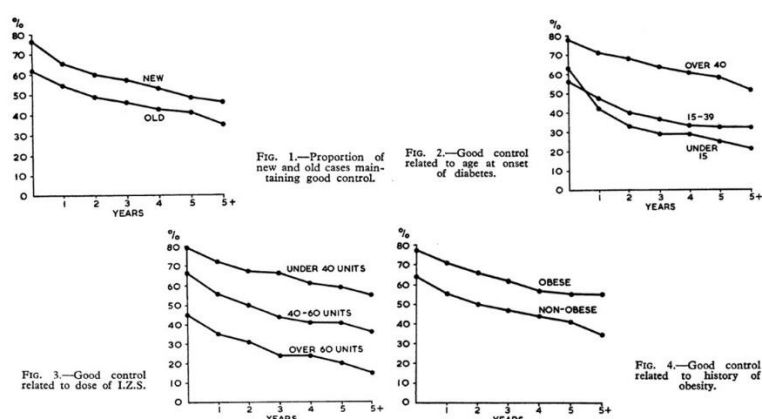 %
80
70
60
50
40
30
20
10
0
NEW
OLD
1 2 3 4 5 5+
YEARS
FIG. 1.—Proportion of
new and old cases main-
taining good control.
%
80
70
60
50
40
30
20
10
0
OVER 40
15-39
UNDER
15
1 2 3 4 5 5+
YEARS
FIG. 2.—Good control
related to age at onset
of diabetes.
%
80
70
60
50
40
30
20
10
0
UNDER 40 UNITS
40-60 UNITS
OVER 60 UNITS
1 2 3 4 5 5+
YEARS
FIG. 3.—Good control
related to dose of I.Z.S.
%
80
70
60
50
40
30
20
10
0
OBESE
NON-OBESE
1 2 3 4 5 5+
YEARS
FIG. 4.—Good control
related to history of
obesity.